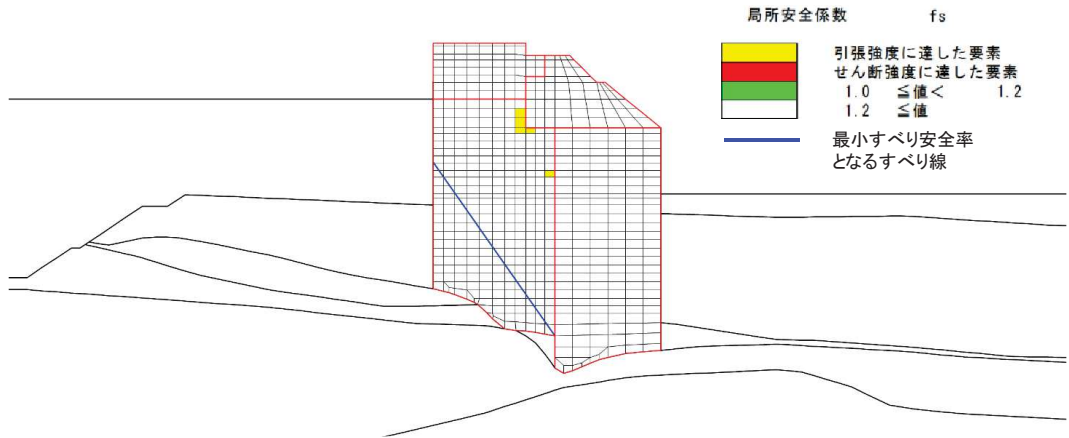 局所安全係数 fs
引張強度に達した要素
せん断強度に達した要素
1.0 ≦値< 1.2
1.2 ≦値
最小すべり安全率
となるすべり線